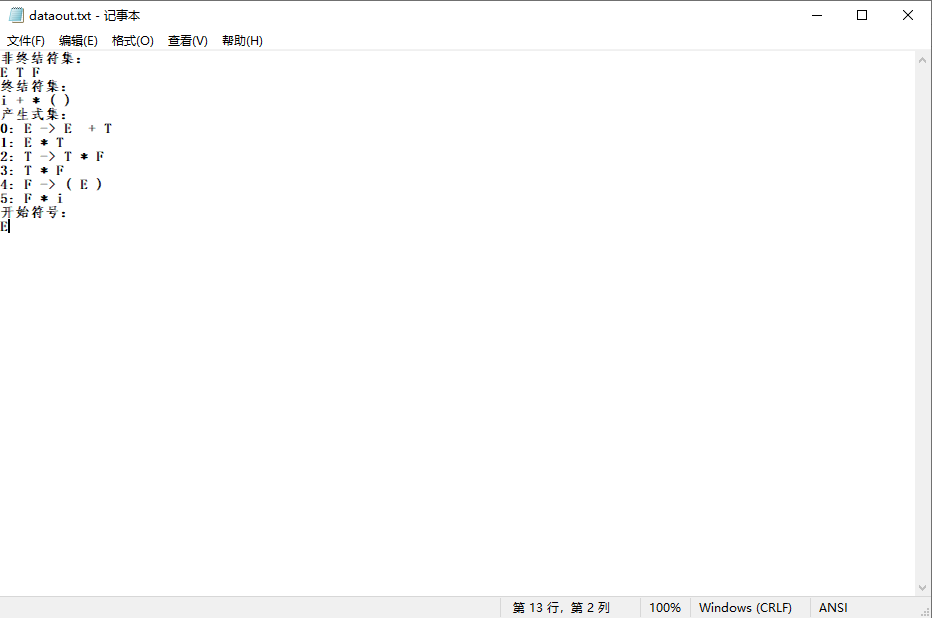 dataout.txt - 记事本
文件(F) 编辑(E) 格式(O) 查看(V) 帮助(H)
非终结符集:
E T F
终结符集:
i + * ( )
产生式集:
0: E -> E  + T
1: E * T
2: T -> T * F
3: T * F
4: F -> ( E )
5: F * i
开始符号:
E
第 13 行，第 2 列 100% Windows (CRLF) ANSI